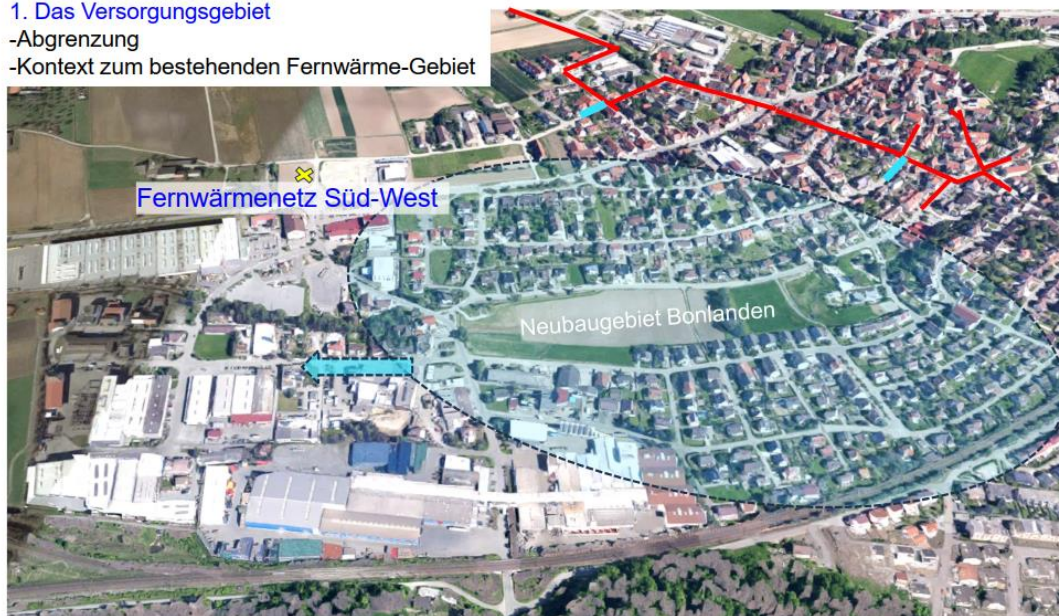 1. Das Versorgungsgebiet
-Abgrenzung
-Kontext zum bestehenden Fernwärme-Gebiet
Fernwärmenetz Süd-West
Neubaugebiet Bonlanden